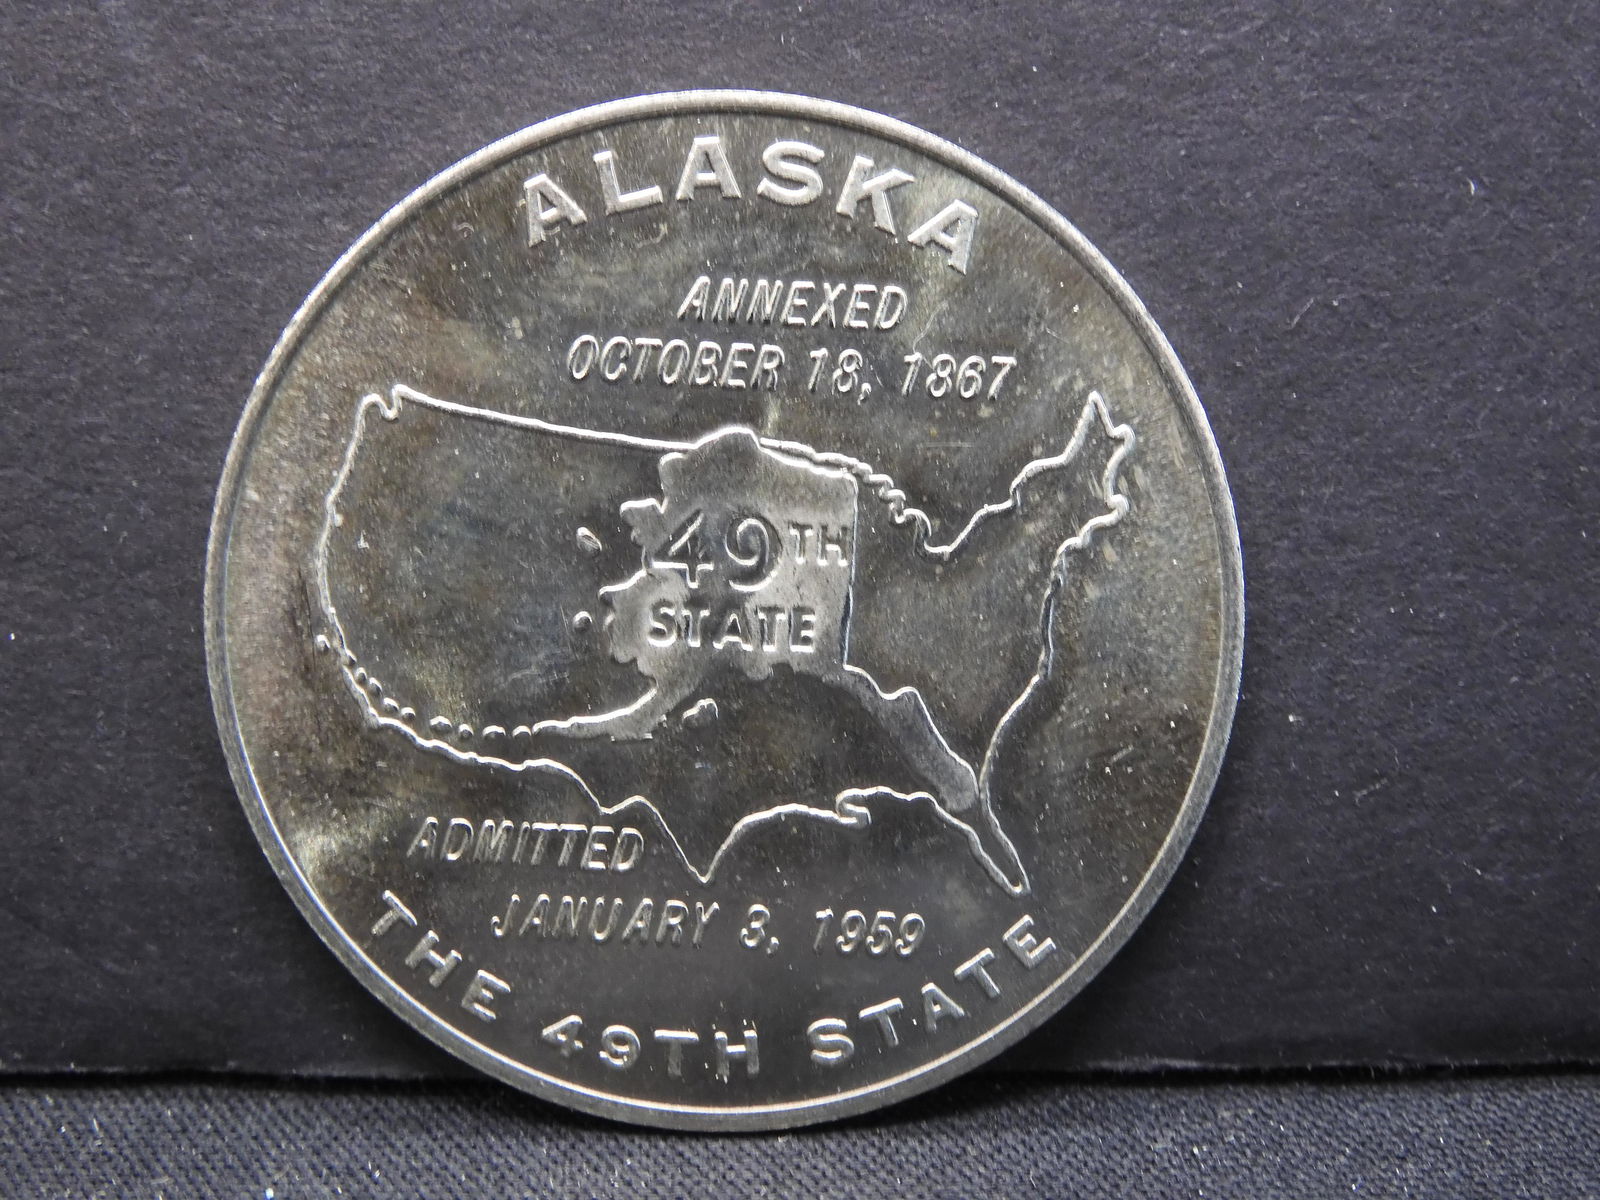 ALASKA
ANNEXED
OCTOBER 18, 1867
49TH
STATE
ADMITTED
JANUARY 3, 1959
THE 49TH STATE